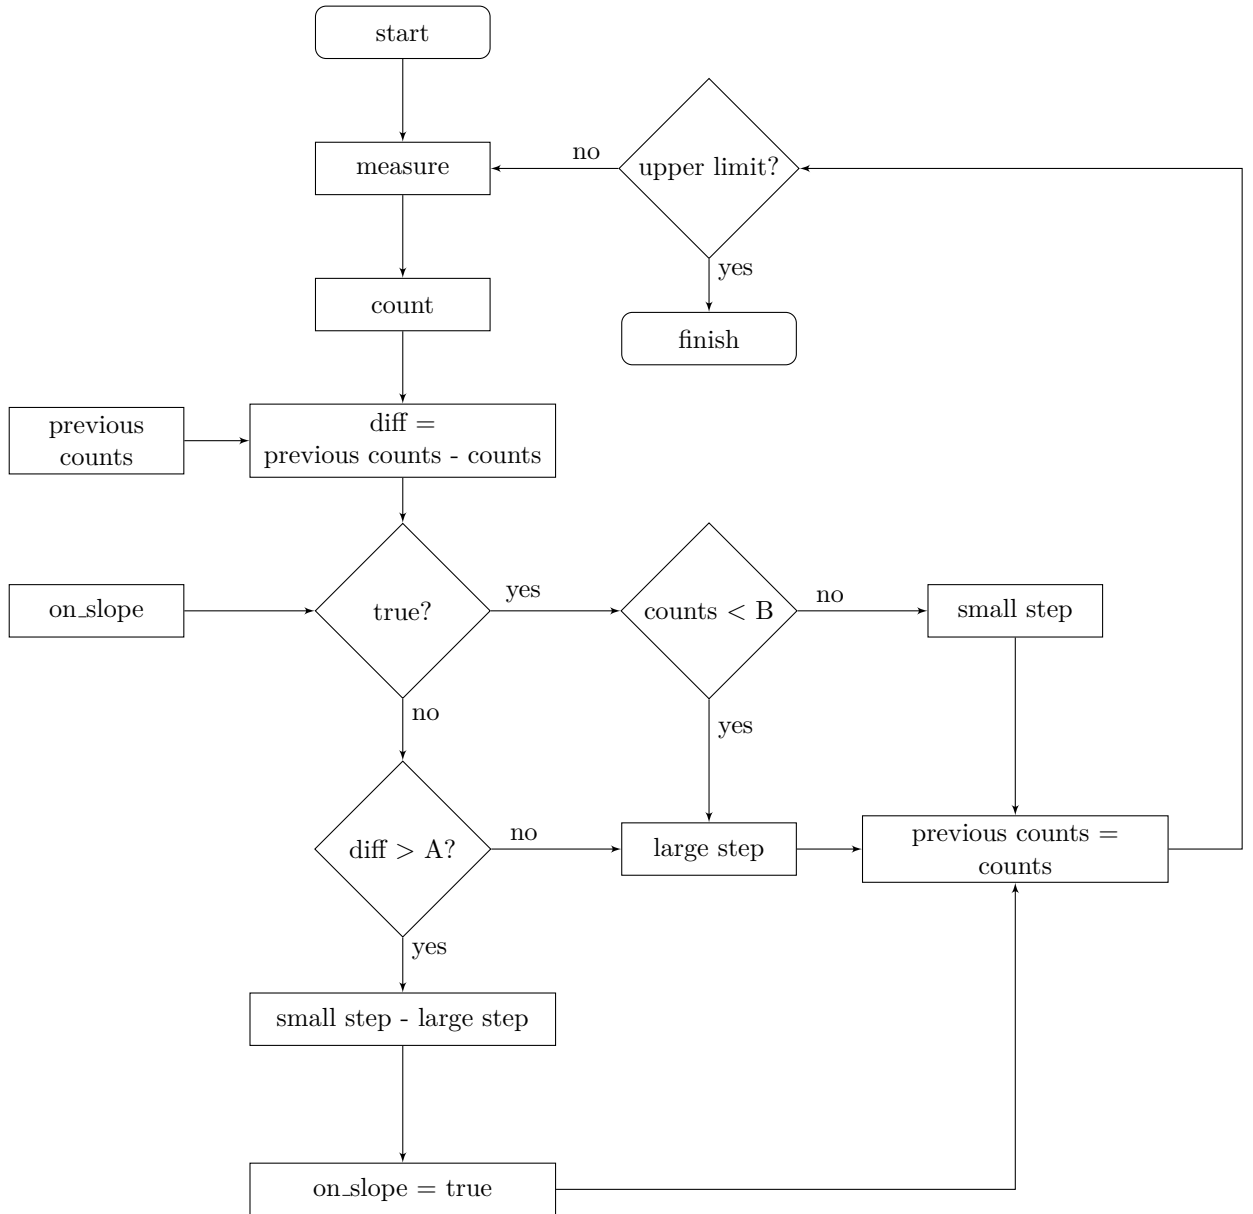 start
measure
no
upper limit?
yes
count
finish
previous
counts
diff =
previous counts - counts
on_slope
true?
yes
counts < B
no
small step
no
yes
diff > A?
no
large step
previous counts =
counts
yes
small step - large step
on_slope = true